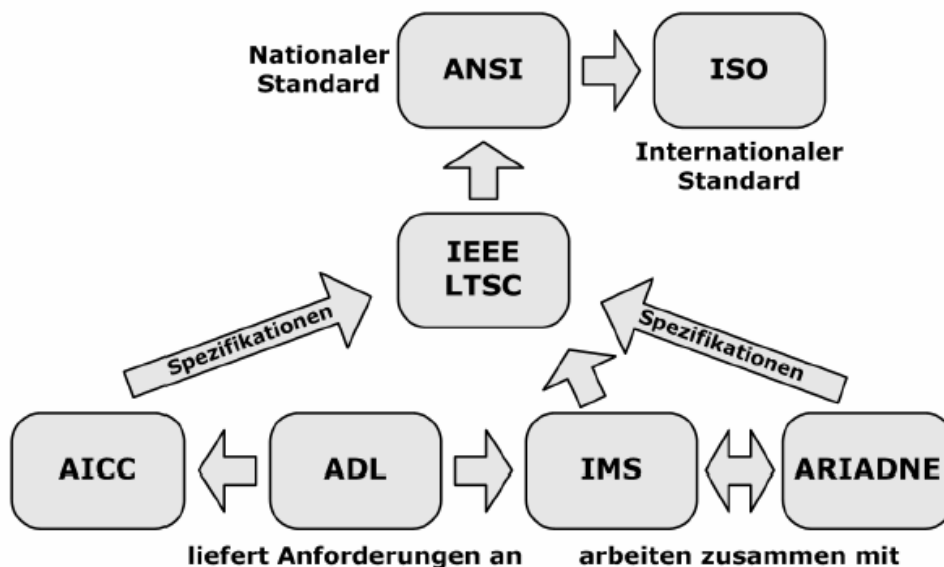 Nationaler
Standard
ANSI
ISO
Internationaler
Standard
IEEE
LTSC
Spezifikationen
Spezifikationen
AICC
ADL
IMS
ARIADNE
liefert Anforderungen an
arbeiten zusammen mit